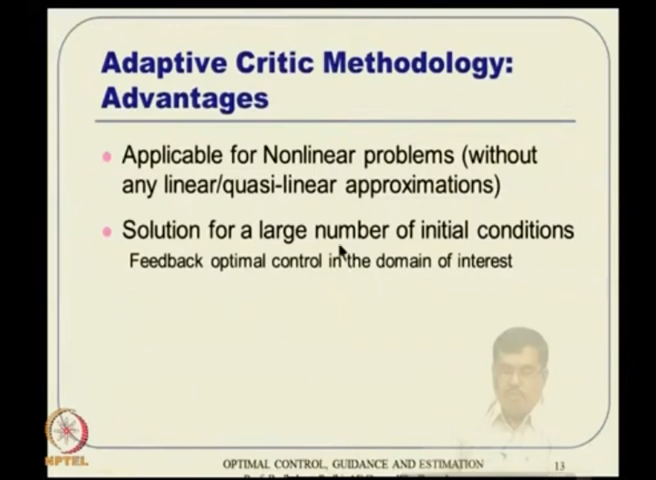 Adaptive Critic Methodology:
Advantages
Applicable for Nonlinear problems (without
any linear/quasi-linear approximations)
Solution for a large number of initial conditions
Feedback optimal control in the domain of interest
NPTEL
OPTIMAL CONTROL, GUIDANCE AND ESTIMATION
13